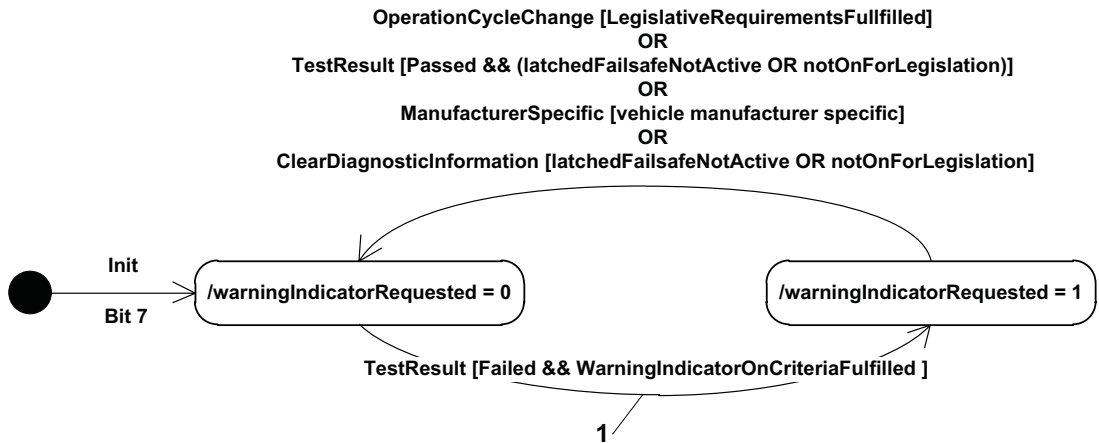 OperationCycleChange [LegislativeRequirementsFullfilled]
OR
TestResult [Passed && (latchedFailsafeNotActive OR notOnForLegislation)]
OR
ManufacturerSpecific [vehicle manufacturer specific]
OR
ClearDiagnosticInformation [latchedFailsafeNotActive OR notOnForLegislation]
Init
Bit 7
/warningIndicatorRequested = 0
/warningIndicatorRequested = 1
TestResult [Failed && WarningIndicatorOnCriteriaFulfilled ]
1